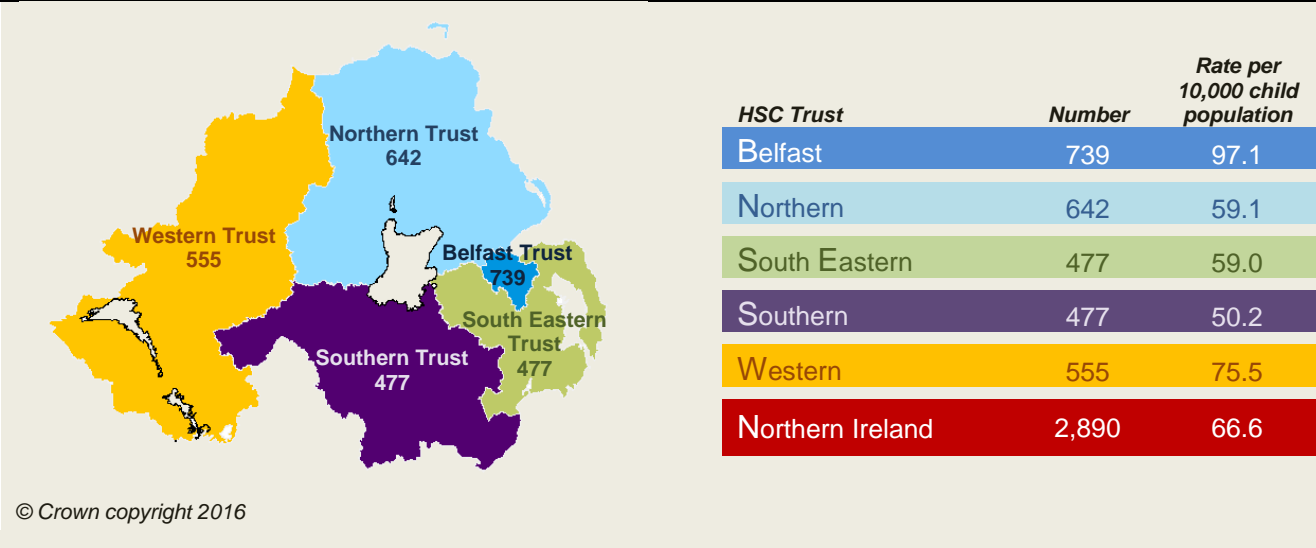 Northern Trust
642
Western Trust
555
Belfast Trust
739
South Eastern
Trust
477
Southern Trust
477
© Crown copyright 2016
HSC Trust Number Rate per
10,000 child
population
Belfast 739 97.1
Northern 642 59.1
South Eastern 477 59.0
Southern 477 50.2
Western 555 75.5
Northern Ireland 2,890 66.6